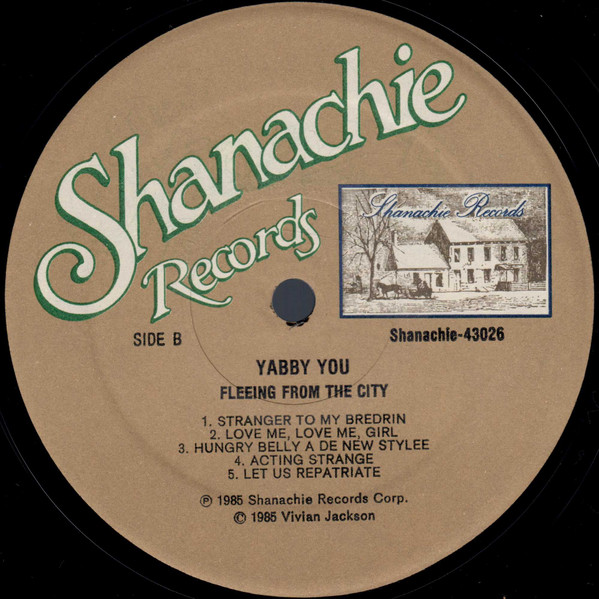 Shanachie
Records
Shanachie Records
SIDE B
Shanachie-43026
YABBY YOU
FLEEING FROM THE CITY
1. STRANGER TO MY BREDRIN
2. LOVE ME, LOVE ME, GIRL
3. HUNGRY BELLY A DE NEW STYLEE
4. ACTING STRANGE
5. LET US REPATRIATE
℗ 1985 Shanachie Records Corp.
© 1985 Vivian Jackson